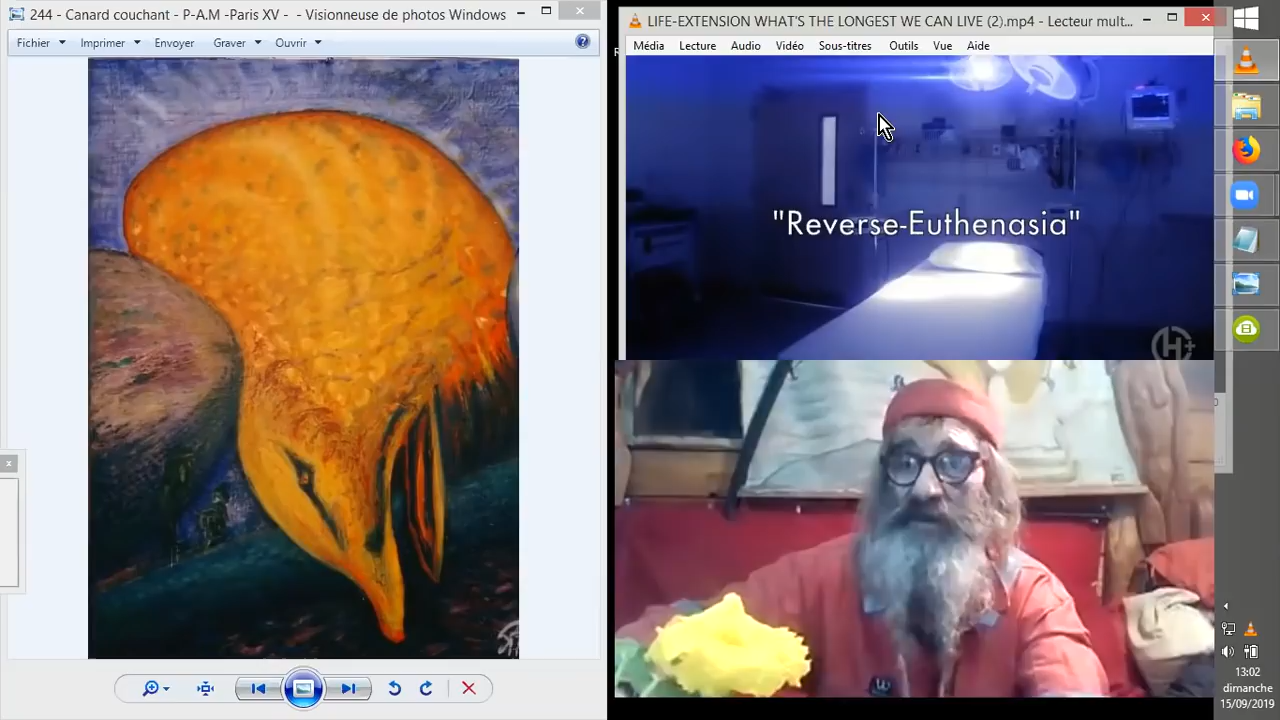 244 - Canard couchant - P-A-M -Paris XV - - Visionneuse de photos Windows
Fichier Imprimer Envoyer Graver Ouvrir
LIFE-EXTENSION WHAT'S THE LONGEST WE CAN LIVE (2).mp4 - Lecteur mult...
Média Lecture Audio Vidéo Sous-titres Outils Vue Aide
"Reverse-Euthenasia"
H+
13:02
dimanche
15/09/2019